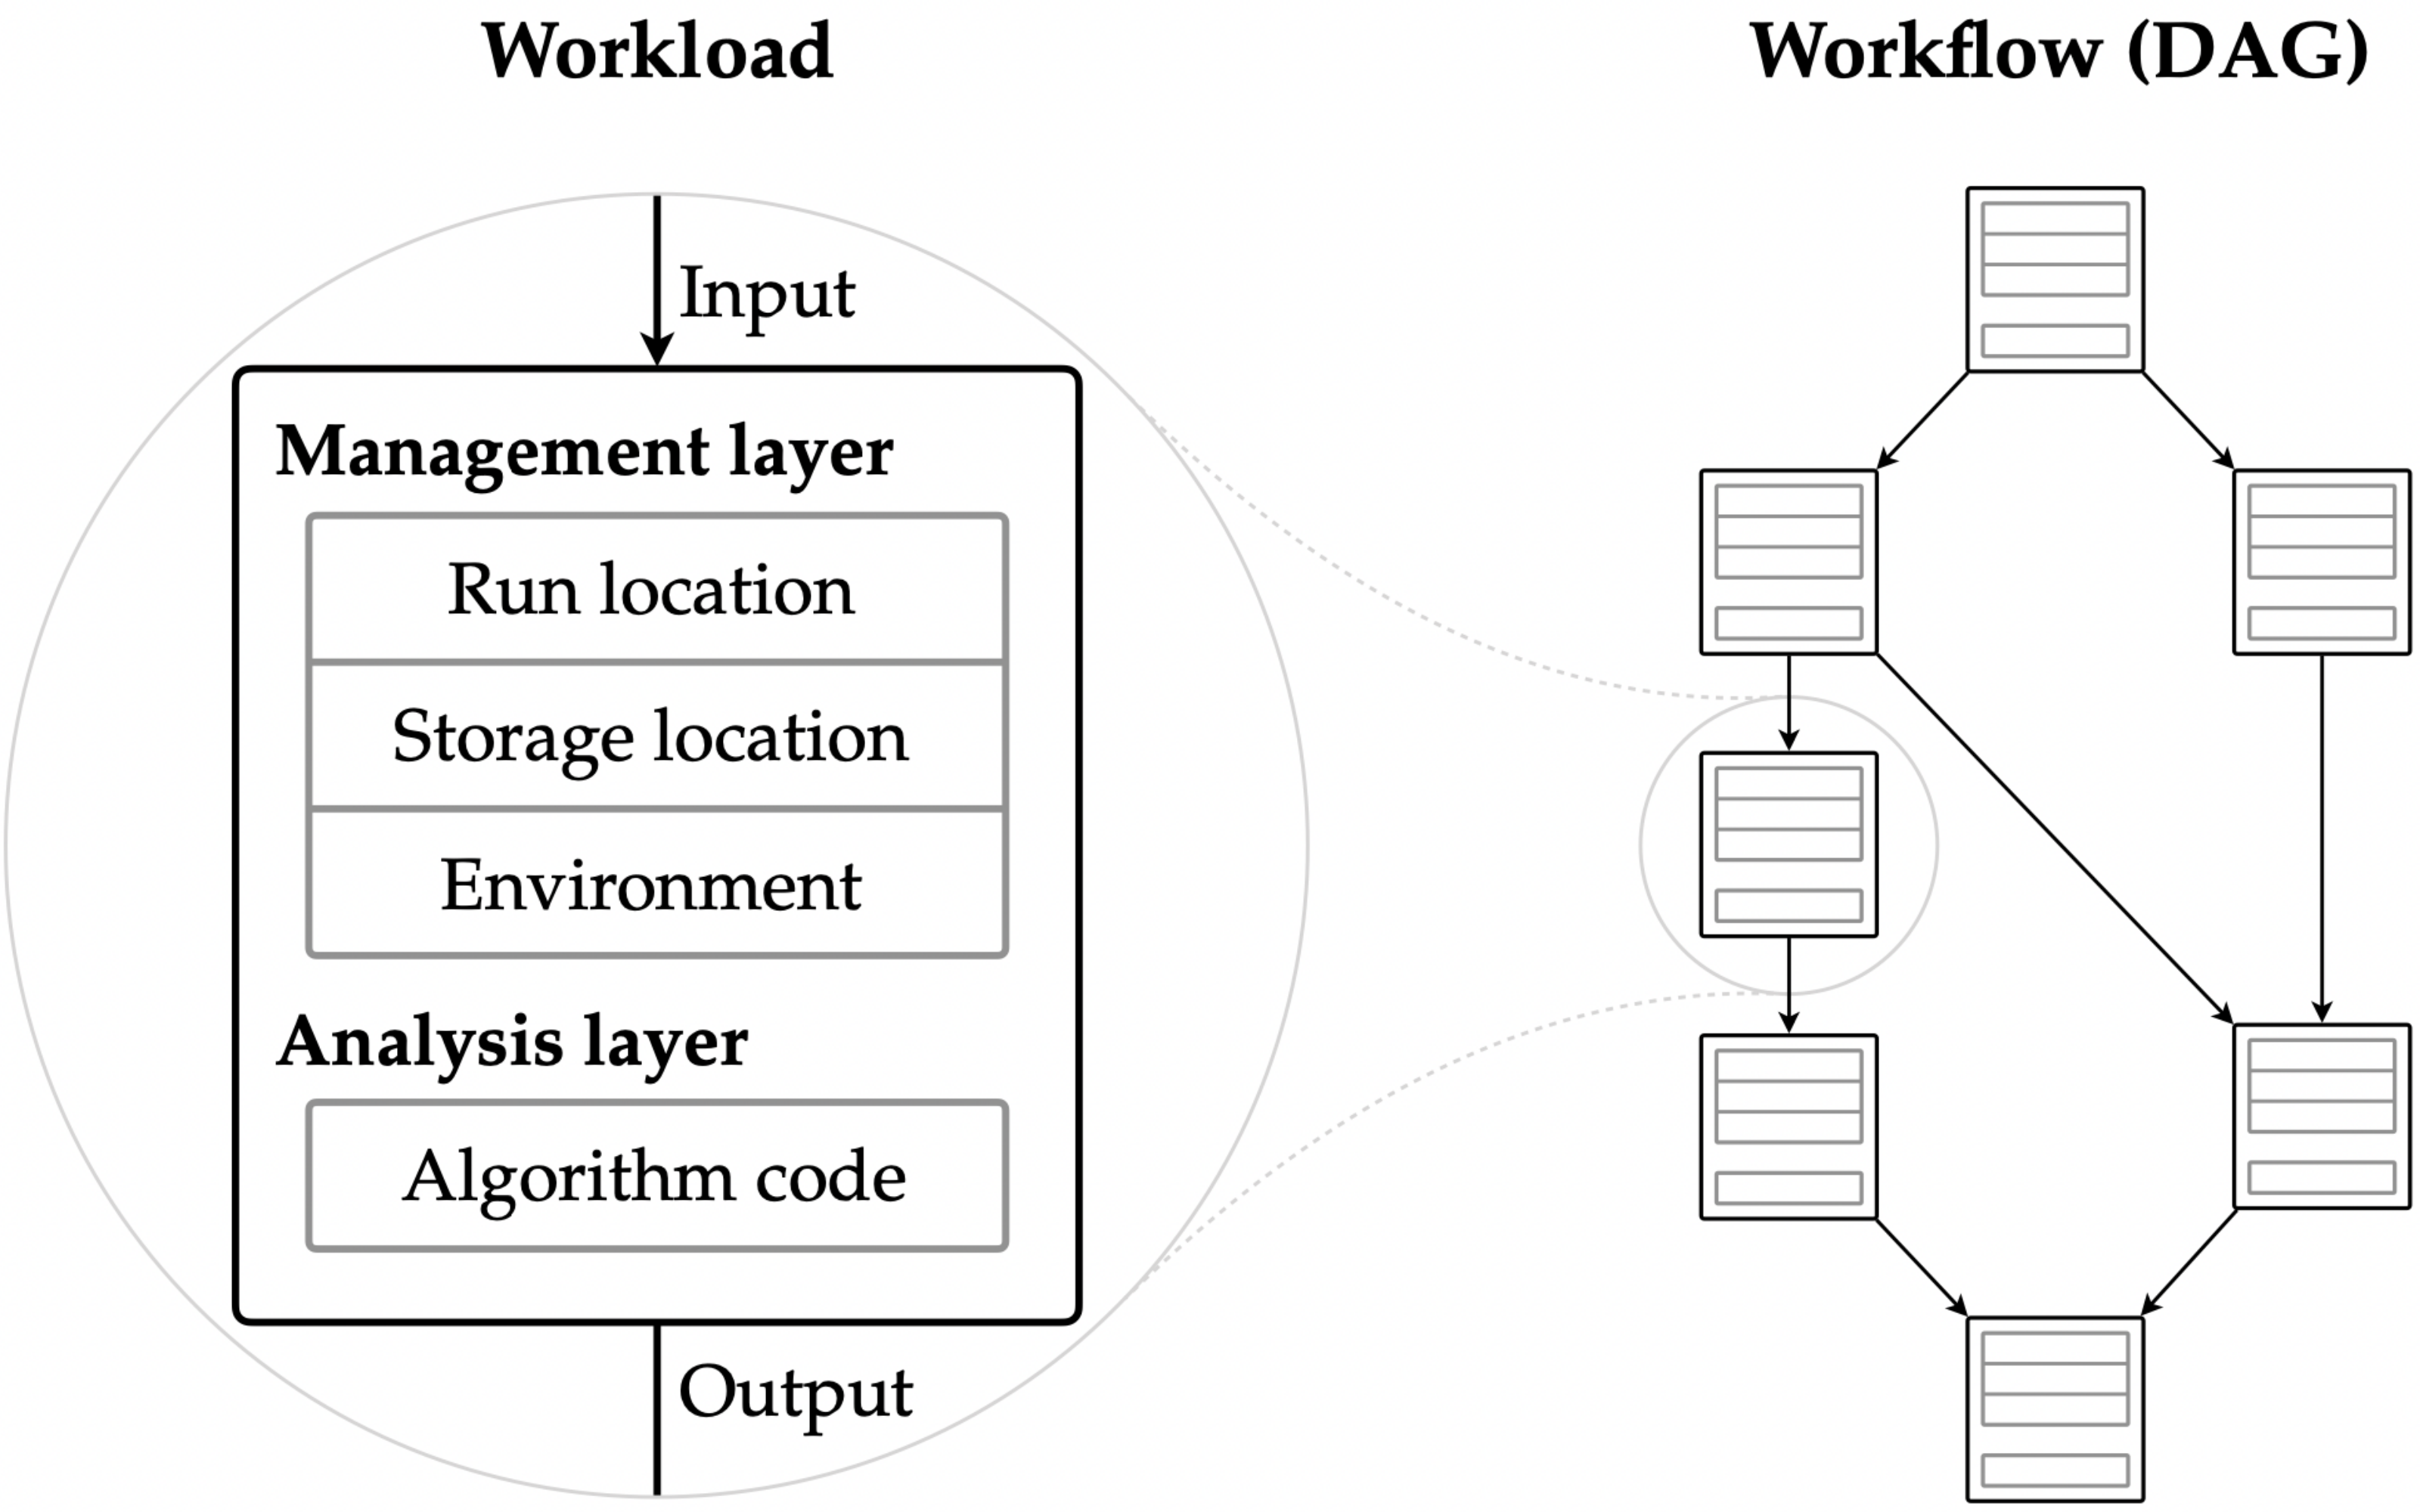 Workload
Workflow (DAG)
Input
Management layer
Run location
Storage location
Environment
Analysis layer
Algorithm code
Output